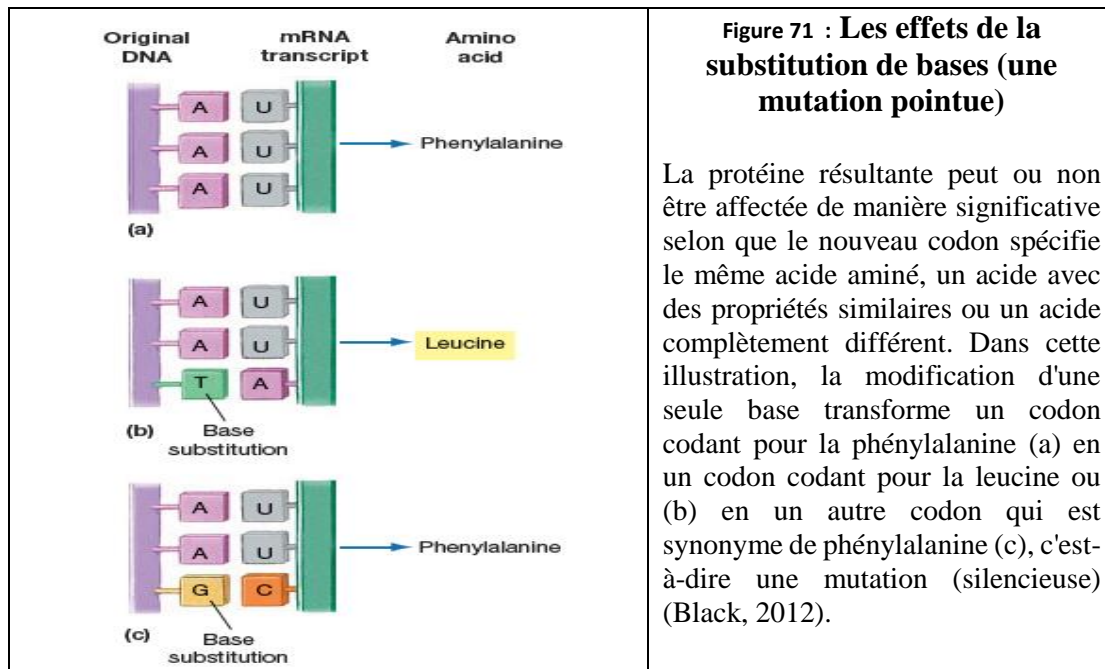 Original DNA
mRNA transcript
Amino acid
A U
A U
A U
Phenylalanine
(a)
A U
A U
T A
Leucine
(b)
Base substitution
A U
A U
G C
Phenylalanine
(c)
Base substitution
Figure 71 : Les effets de la
substitution de bases (une
mutation pointue)
La protéine résultante peut ou non
être affectée de manière significative
selon que le nouveau codon spécifie
le même acide aminé, un acide avec
des propriétés similaires ou un acide
complètement différent. Dans cette
illustration, la modification d'une
seule base transforme un codon
codant pour la phénylalanine (a) en
un codon codant pour la leucine ou
(b) en un autre codon qui est
synonyme de phénylalanine (c), c'est-
à-dire une mutation (silencieuse)
(Black, 2012).